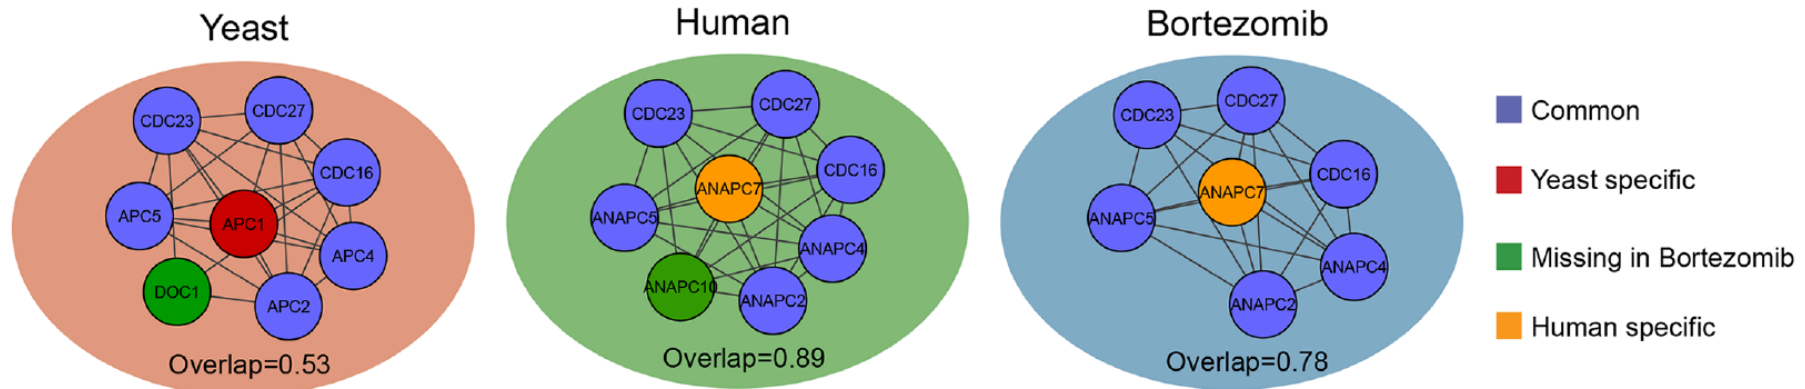 Yeast
CDC23
CDC27
CDC16
APC5
APC1
APC4
DOC1
APC2
Overlap=0.53
Human
CDC23
CDC27
CDC16
ANAPC7
ANAPC5
ANAPC4
ANAPC10
ANAPC2
Overlap=0.89
Bortezomib
CDC23
CDC27
CDC16
ANAPC7
ANAPC5
ANAPC4
ANAPC2
Overlap=0.78
Common
Yeast specific
Missing in Bortezomib
Human specific